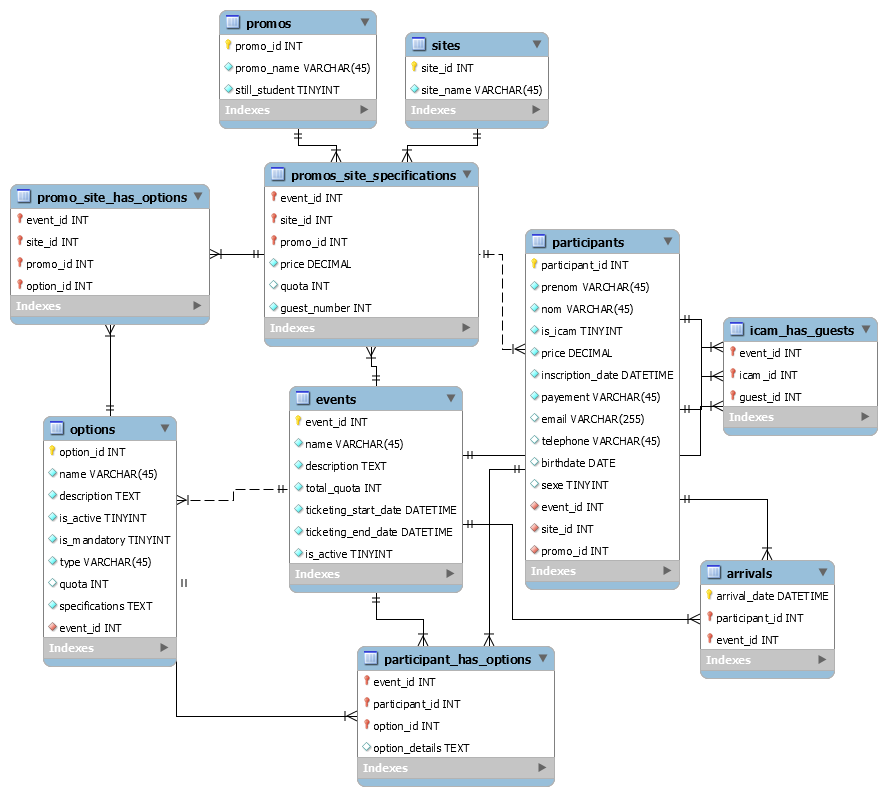 promos
promo_id INT
promo_name VARCHAR(45)
still_student TINYINT
Indexes
sites
site_id INT
site_name VARCHAR(45)
Indexes
promo_site_has_options
event_id INT
site_id INT
promo_id INT
option_id INT
Indexes
promos_site_specifications
event_id INT
site_id INT
promo_id INT
price DECIMAL
quota INT
guest_number INT
Indexes
participants
participant_id INT
prenom VARCHAR(45)
nom VARCHAR(45)
is_icam TINYINT
price DECIMAL
inscription_date DATETIME
payement VARCHAR(45)
email VARCHAR(255)
telephone VARCHAR(45)
birthdate DATE
sexe TINYINT
event_id INT
site_id INT
promo_id INT
Indexes
icam_has_guests
event_id INT
icam_id INT
guest_id INT
Indexes
options
option_id INT
name VARCHAR(45)
description TEXT
is_active TINYINT
is_mandatory TINYINT
type VARCHAR(45)
quota INT
specifications TEXT
event_id INT
Indexes
events
event_id INT
name VARCHAR(45)
description TEXT
total_quota INT
ticketing_start_date DATETIME
ticketing_end_date DATETIME
is_active TINYINT
Indexes
arrivals
arrival_date DATETIME
participant_id INT
event_id INT
Indexes
participant_has_options
event_id INT
participant_id INT
option_id INT
option_details TEXT
Indexes